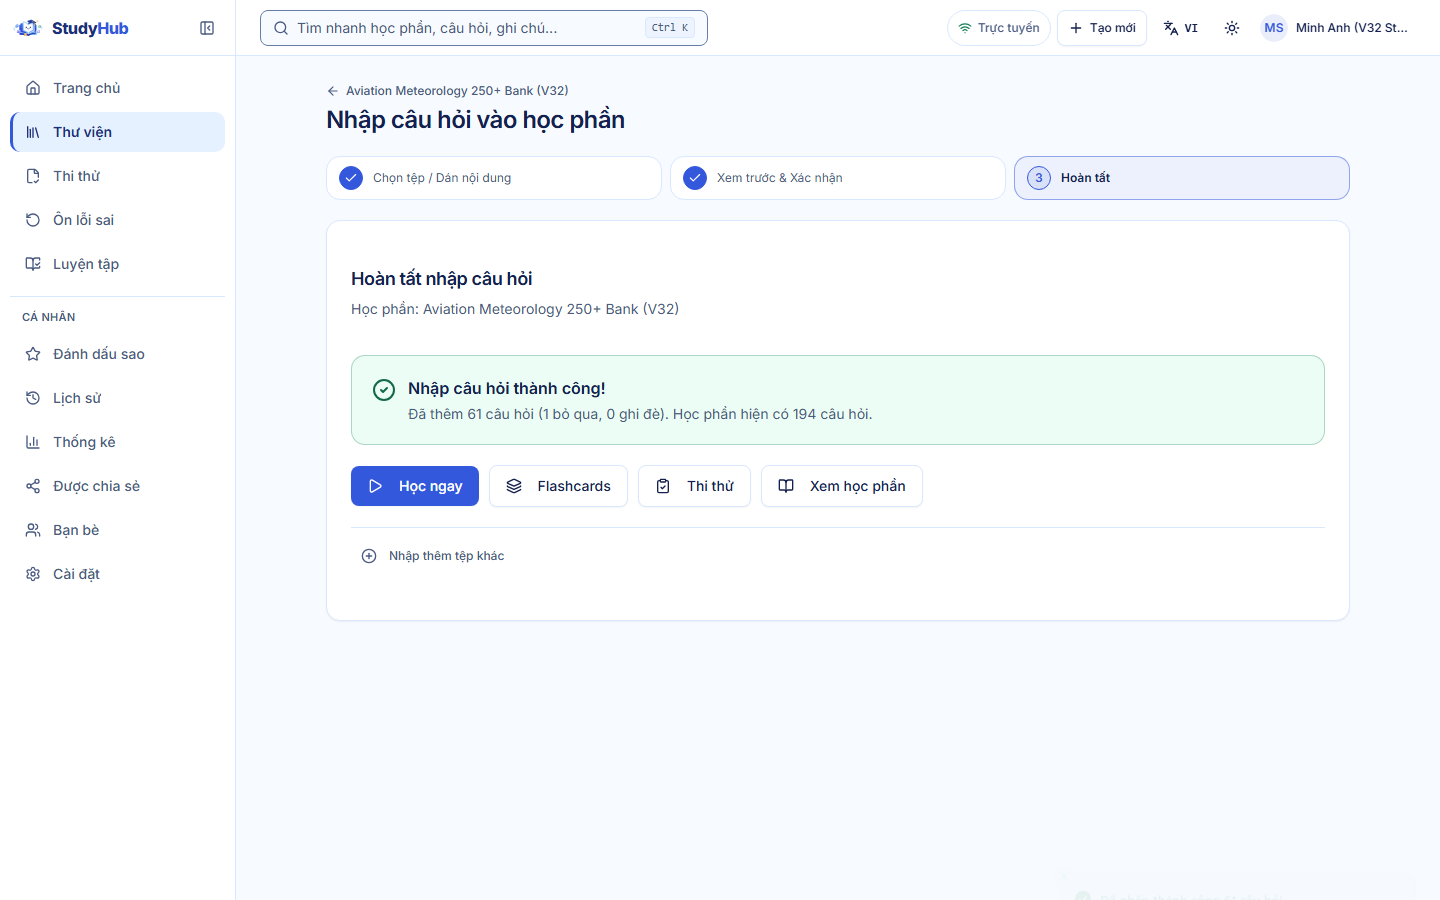 StudyHub
Tìm nhanh học phần, câu hỏi, ghi chú...
Ctrl K
Trực tuyến
Tạo mới
VI
MS
Minh Anh (V32 St...
Trang chủ
Thư viện
Thi thử
Ôn lỗi sai
Luyện tập
CÁ NHÂN
Đánh dấu sao
Lịch sử
Thống kê
Được chia sẻ
Bạn bè
Cài đặt
Aviation Meteorology 250+ Bank (V32)
Nhập câu hỏi vào học phần
Chọn tệp / Dán nội dung
Xem trước & Xác nhận
3
Hoàn tất
Hoàn tất nhập câu hỏi
Học phần: Aviation Meteorology 250+ Bank (V32)
Nhập câu hỏi thành công!
Đã thêm 61 câu hỏi (1 bỏ qua, 0 ghi đè). Học phần hiện có 194 câu hỏi.
Học ngay
Flashcards
Thi thử
Xem học phần
Nhập thêm tệp khác